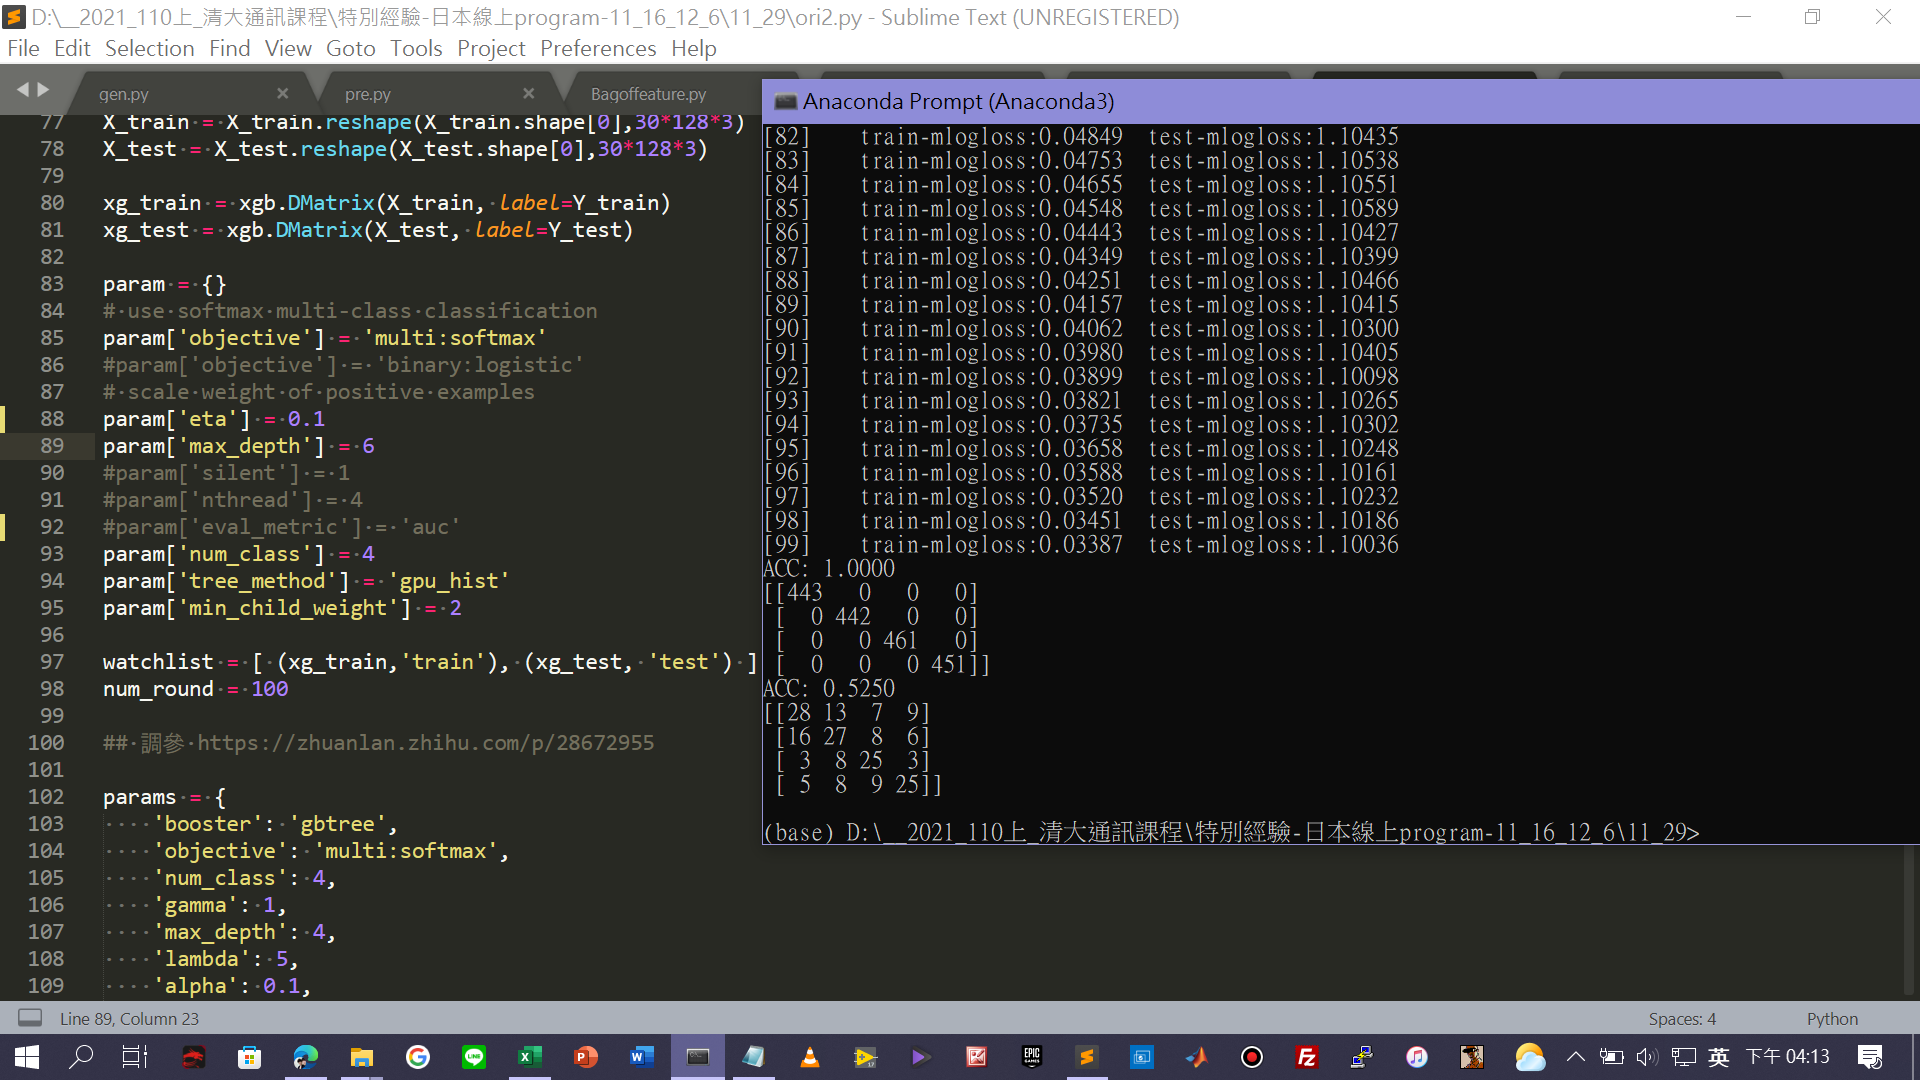 D:\__2021_110上_清大通訊課程\特別經驗-日本線上program-11_16_12_6\11_29\ori2.py - Sublime Text (UNREGISTERED)
File Edit Selection Find View Goto Tools Project Preferences Help
gen.py
pre.py
Bagoffeature.py
77 X_train = X_train.reshape(X_train.shape[0],30*128*3)
78 X_test = X_test.reshape(X_test.shape[0],30*128*3)
79
80 xg_train = xgb.DMatrix(X_train, label=Y_train)
81 xg_test = xgb.DMatrix(X_test, label=Y_test)
82
83 param = {}
84 # use softmax multi-class classification
85 param['objective'] = 'multi:softmax'
86 #param['objective'] = 'binary:logistic'
87 # scale weight of positive examples
88 param['eta'] = 0.1
89 param['max_depth'] = 6
90 #param['silent'] = 1
91 #param['nthread'] = 4
92 #param['eval_metric'] = 'auc'
93 param['num_class'] = 4
94 param['tree_method'] = 'gpu_hist'
95 param['min_child_weight'] = 2
96
97 watchlist = [ (xg_train,'train'), (xg_test, 'test') ]
98 num_round = 100
99
100 ## 調參 https://zhuanlan.zhihu.com/p/28672955
101
102 params = {
103 'booster': 'gbtree',
104 'objective': 'multi:softmax',
105 'num_class': 4,
106 'gamma': 1,
107 'max_depth': 4,
108 'lambda': 5,
109 'alpha': 0.1,
Anaconda Prompt (Anaconda3)
[82] train-mlogloss:0.04849 test-mlogloss:1.10435
[83] train-mlogloss:0.04753 test-mlogloss:1.10538
[84] train-mlogloss:0.04655 test-mlogloss:1.10551
[85] train-mlogloss:0.04548 test-mlogloss:1.10589
[86] train-mlogloss:0.04443 test-mlogloss:1.10427
[87] train-mlogloss:0.04349 test-mlogloss:1.10399
[88] train-mlogloss:0.04251 test-mlogloss:1.10466
[89] train-mlogloss:0.04157 test-mlogloss:1.10415
[90] train-mlogloss:0.04062 test-mlogloss:1.10300
[91] train-mlogloss:0.03980 test-mlogloss:1.10405
[92] train-mlogloss:0.03899 test-mlogloss:1.10098
[93] train-mlogloss:0.03821 test-mlogloss:1.10265
[94] train-mlogloss:0.03735 test-mlogloss:1.10302
[95] train-mlogloss:0.03658 test-mlogloss:1.10248
[96] train-mlogloss:0.03588 test-mlogloss:1.10161
[97] train-mlogloss:0.03520 test-mlogloss:1.10232
[98] train-mlogloss:0.03451 test-mlogloss:1.10186
[99] train-mlogloss:0.03387 test-mlogloss:1.10036
ACC: 1.0000
[[443 0 0 0]
[ 0 442 0 0]
[ 0 0 461 0]
[ 0 0 0 451]]
ACC: 0.5250
[[28 13 7 9]
[16 27 8 6]
[ 3 8 25 3]
[ 5 8 9 25]]
(base) D:\__2021_110上_清大通訊課程\特別經驗-日本線上program-11_16_12_6\11_29>
Line 89, Column 23
Spaces: 4
Python
英 下午 04:13